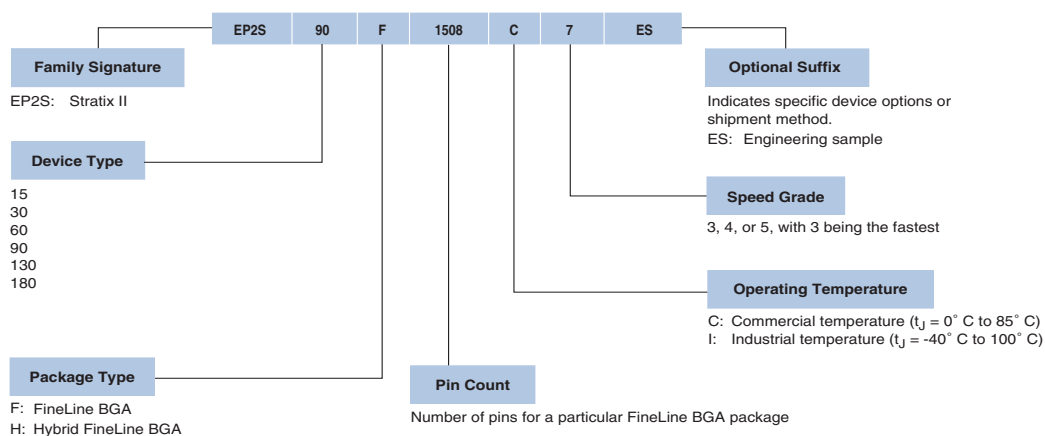 EP2S 90 F 1508 C 7 ES
Family Signature
EP2S: Stratix II
Optional Suffix
Indicates specific device options or
shipment method.
ES: Engineering sample
Device Type
15
30
60
90
130
180
Speed Grade
3, 4, or 5, with 3 being the fastest
Operating Temperature
C: Commercial temperature (tJ = 0˚ C to 85˚ C)
I: Industrial temperature (tJ = -40˚ C to 100˚ C)
Package Type
F: FineLine BGA
H: Hybrid FineLine BGA
Pin Count
Number of pins for a particular FineLine BGA package